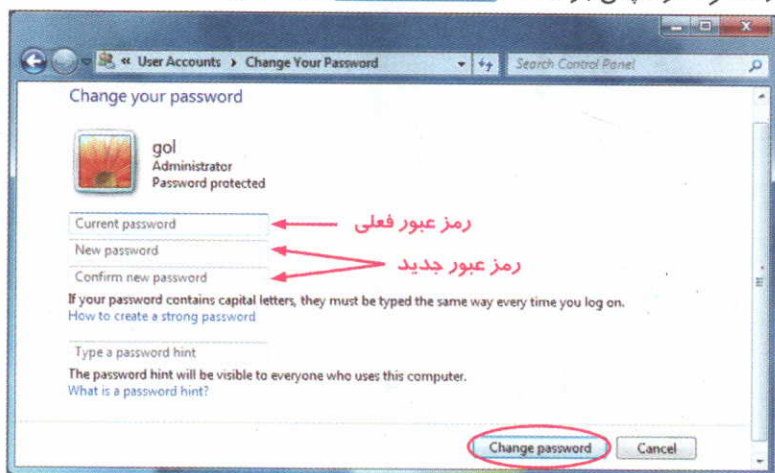 « User Accounts › Change Your Password
Search Control Panel
Change your password
gol
Administrator
Password protected
Current password
رمز عبور فعلی
New password
رمز عبور جدید
Confirm new password
If your password contains capital letters, they must be typed the same way every time you log on.
How to create a strong password
Type a password hint
The password hint will be visible to everyone who uses this computer.
What is a password hint?
Change password
Cancel